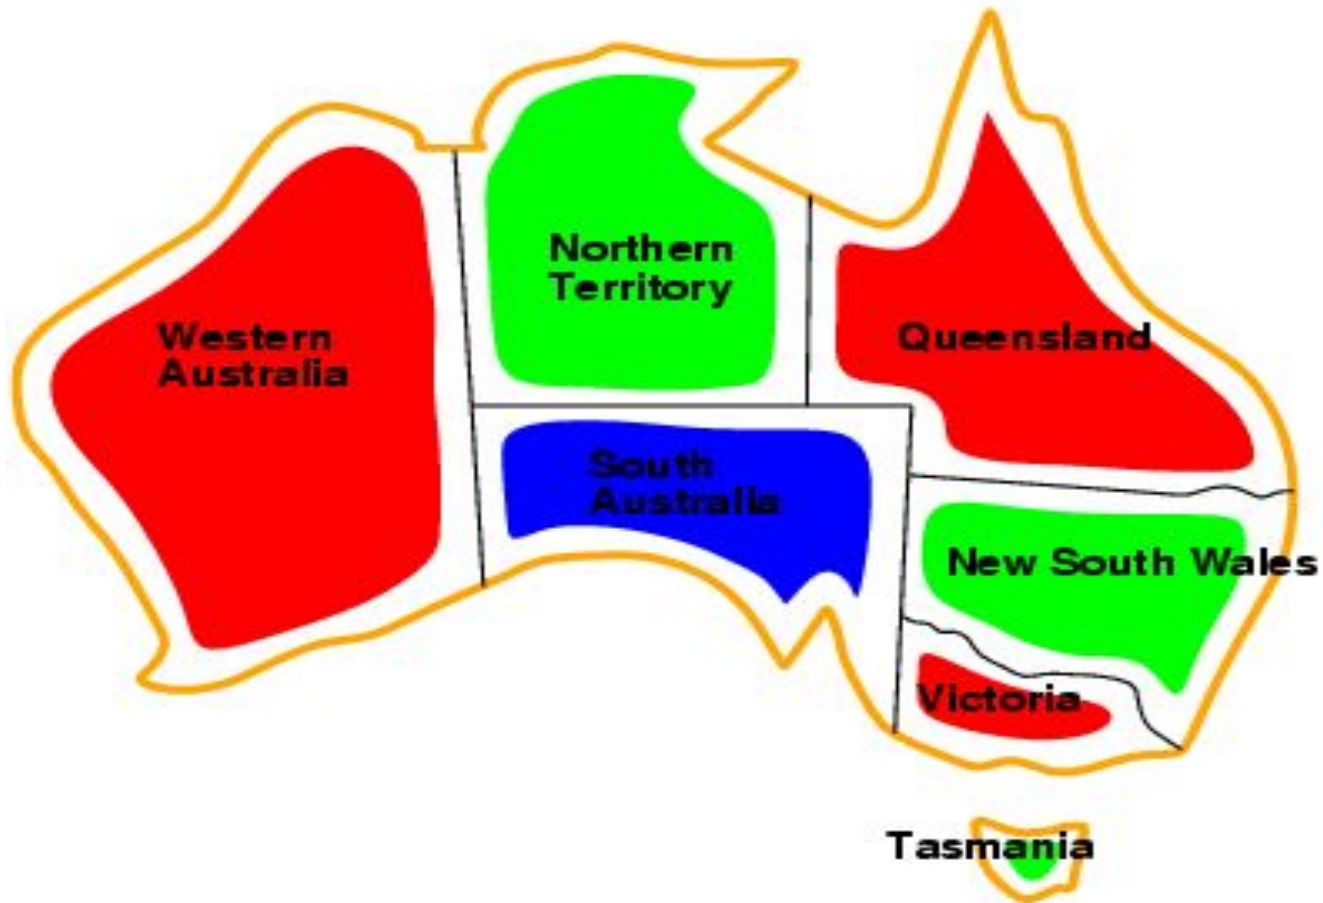 Northern
Territory
Western
Australia
Queensland
South
Australia
New South Wales
Victoria
Tasmania